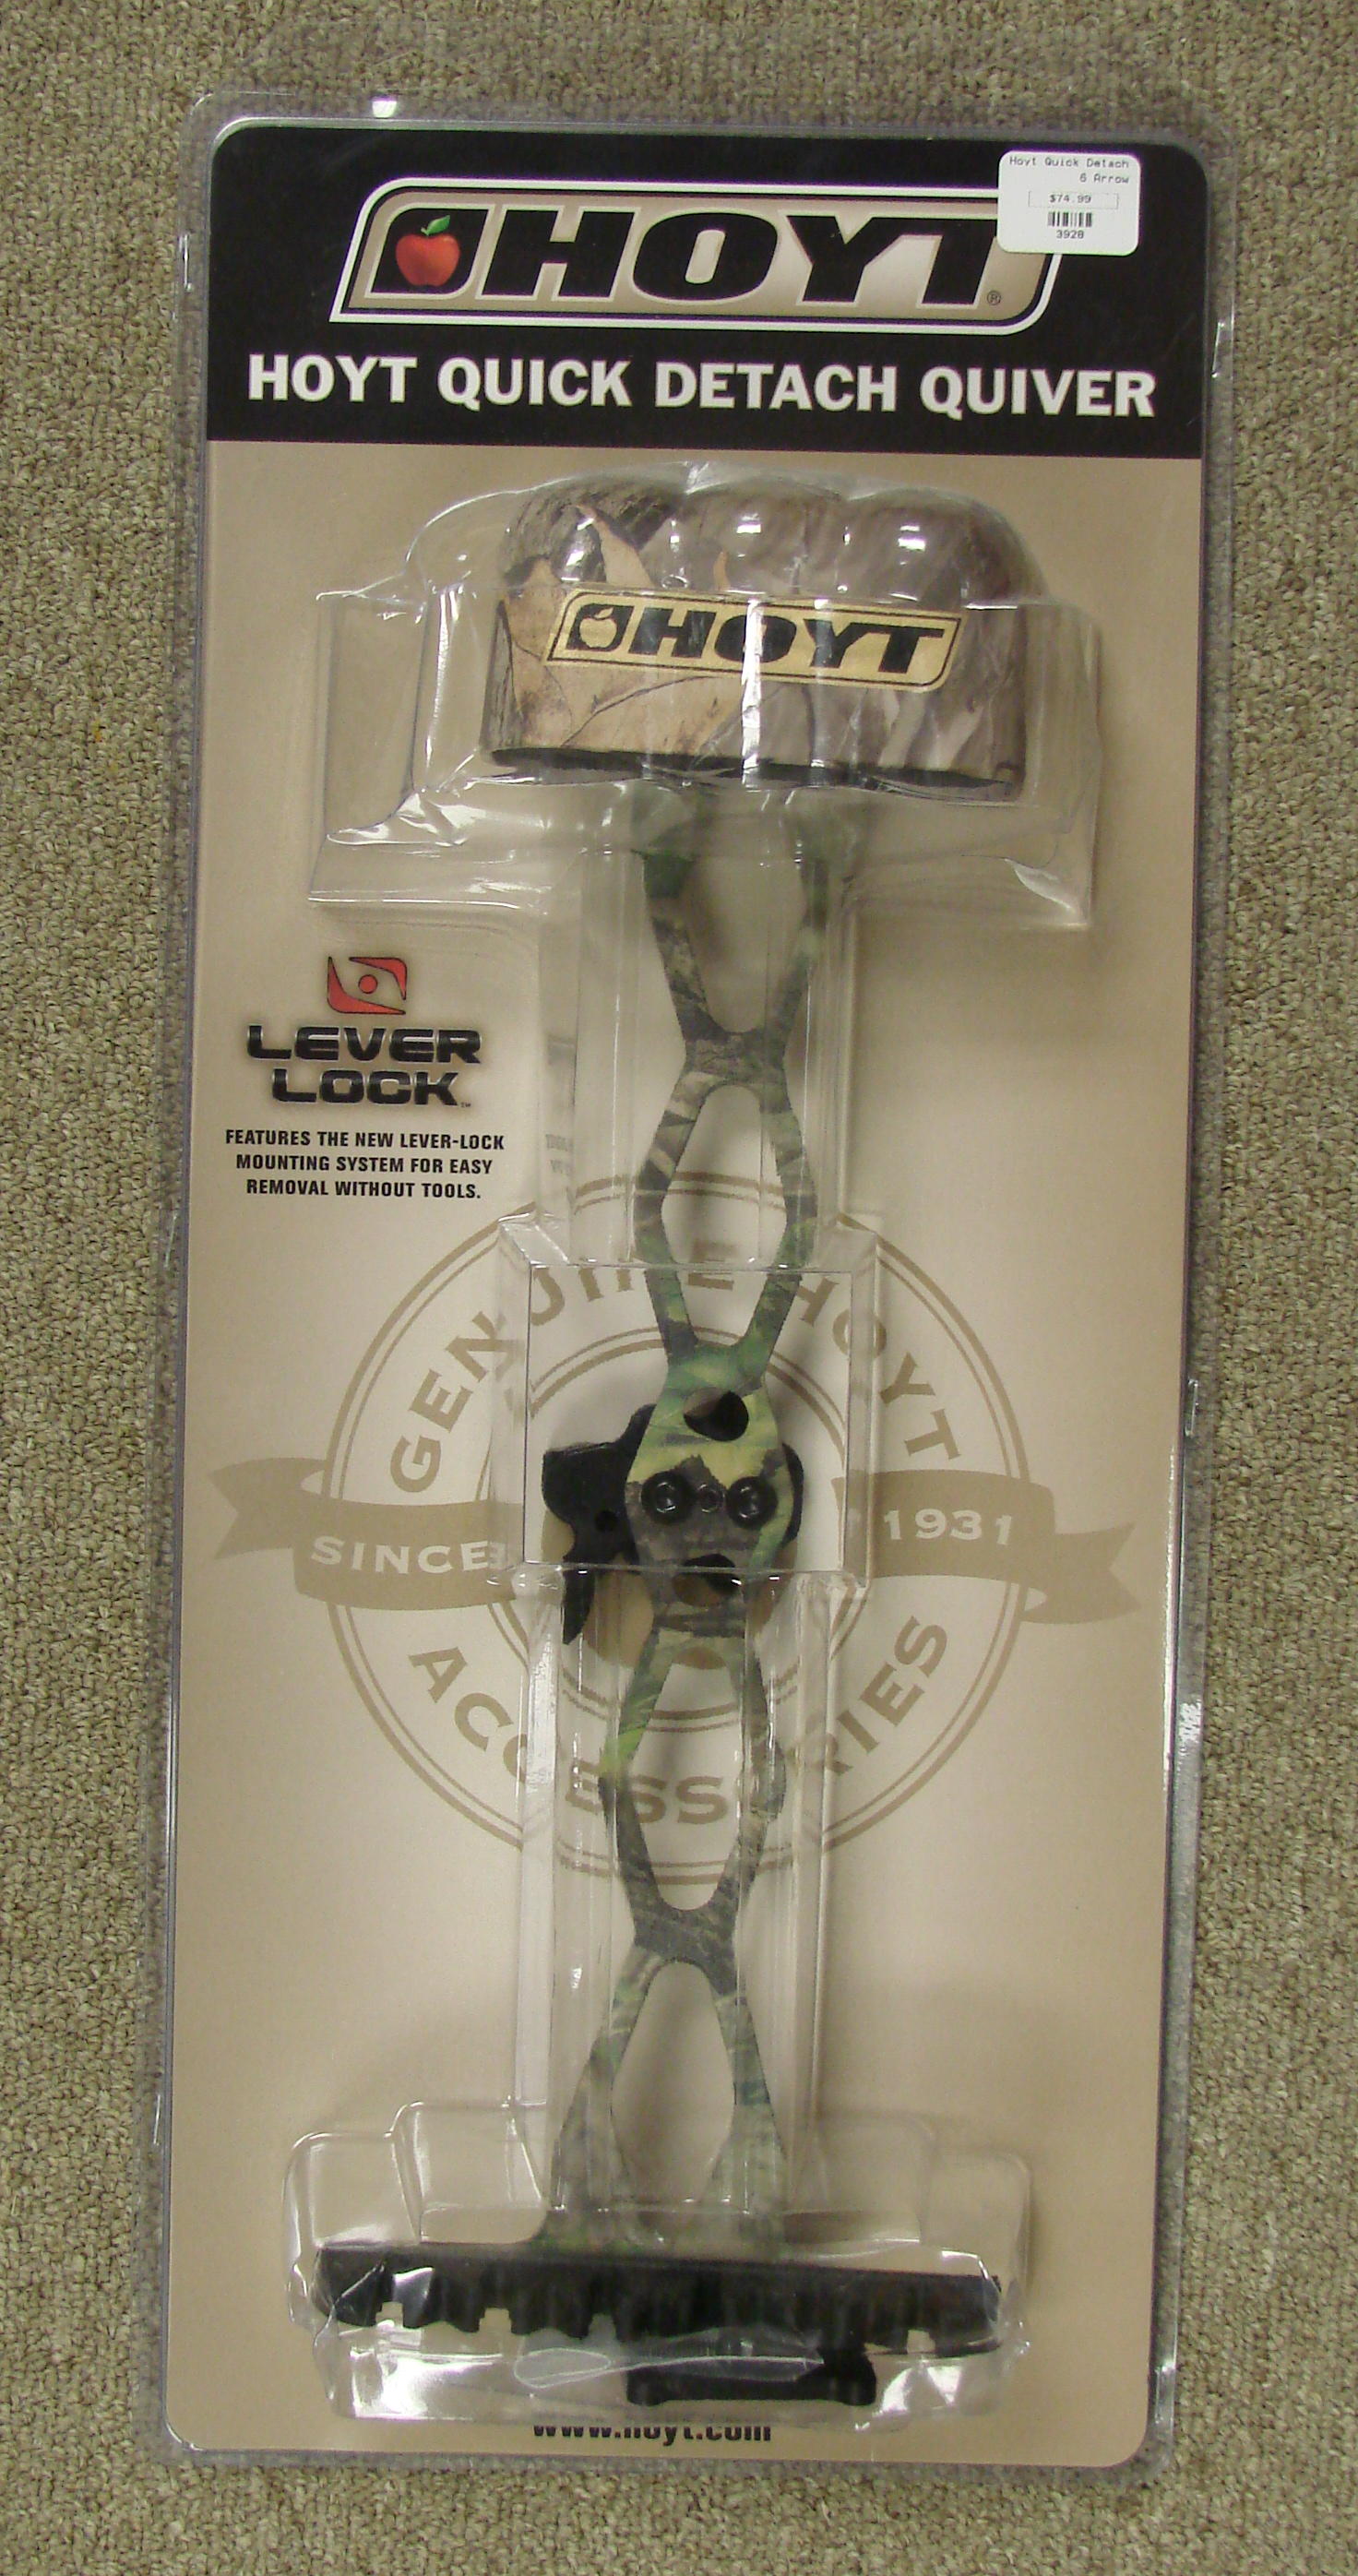 Hoyt Quick Detach
6 Arrow
$74.99
3928
HOYT®
HOYT QUICK DETACH QUIVER
HOYT
LEVER
LOCK™
FEATURES THE NEW LEVER-LOCK
MOUNTING SYSTEM FOR EASY
REMOVAL WITHOUT TOOLS.
GENUINE HOYT
SINCE 1931
ACCESSORIES
www.hoyt.com